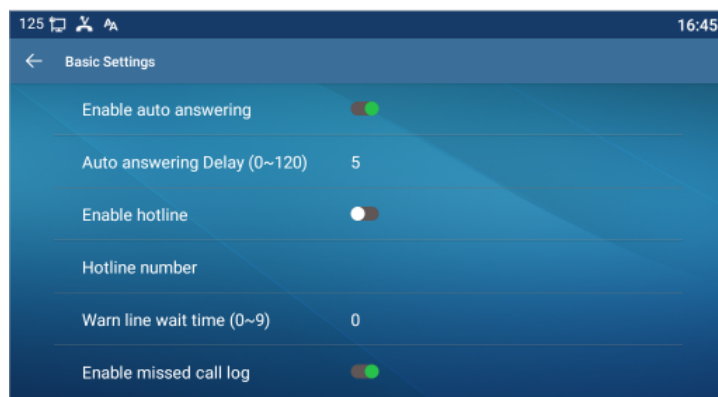 125 AA 16:45
Basic Settings
Enable auto answering
Auto answering Delay (0~120) 5
Enable hotline
Hotline number
Warn line wait time (0~9) 0
Enable missed call log